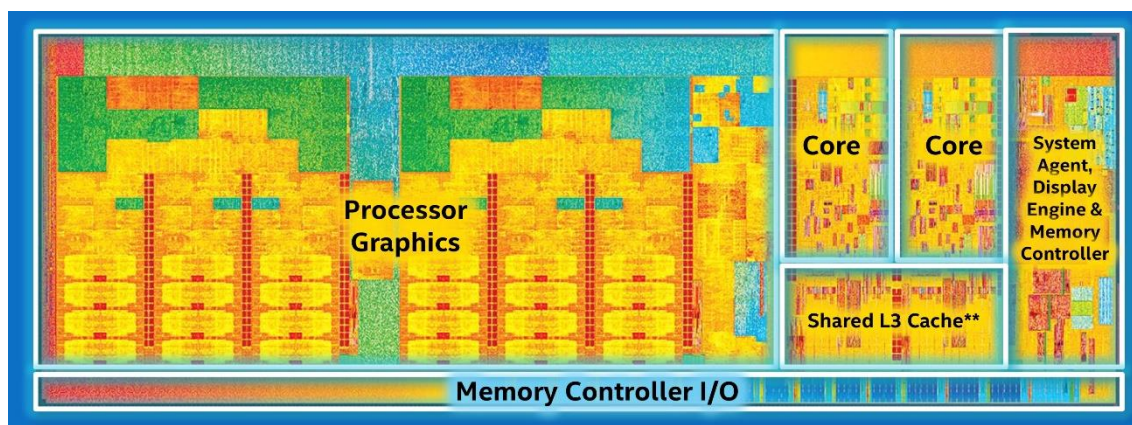 Processor
Graphics
Core
Core
System
Agent,
Display
Engine &
Memory
Controller
Shared L3 Cache**
Memory Controller I/O